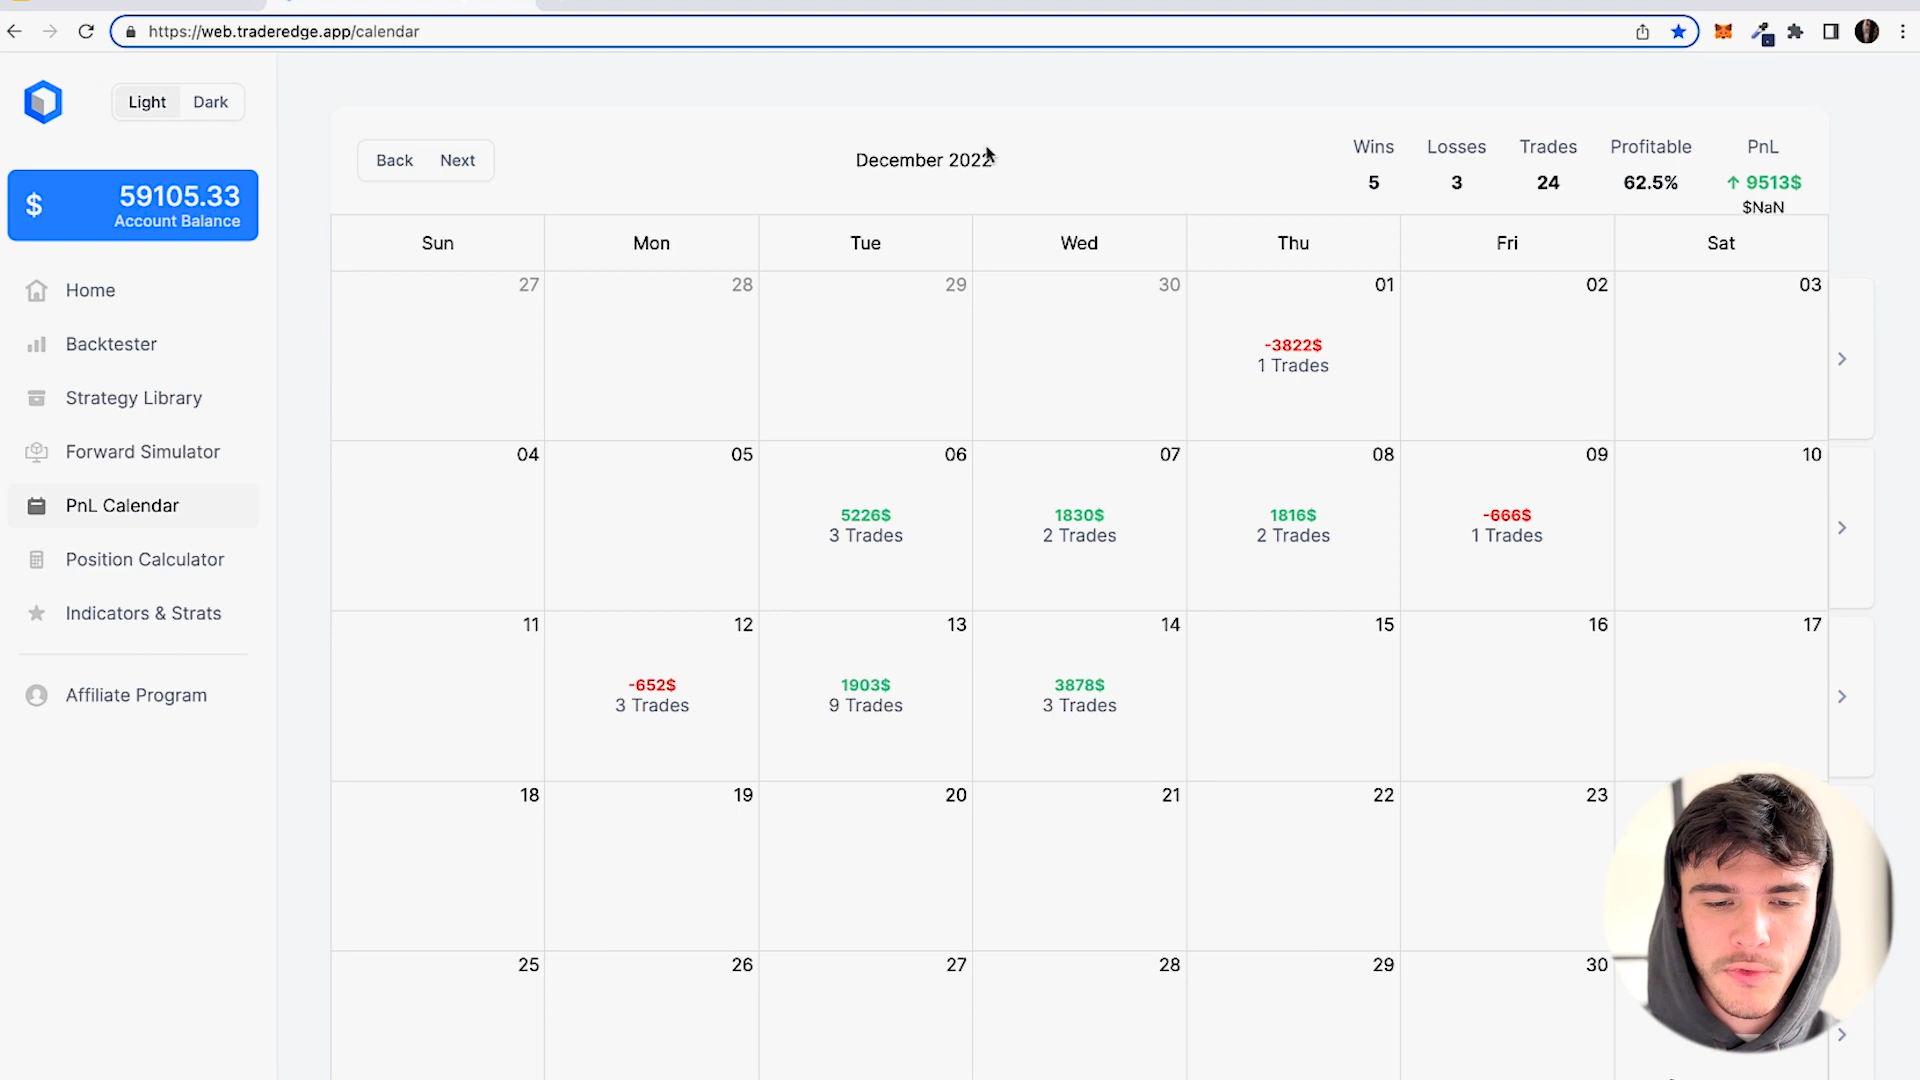 https://web.traderedge.app/calendar
Light Dark
$ 59105.33
Account Balance
Home
Backtester
Strategy Library
Forward Simulator
PnL Calendar
Position Calculator
Indicators & Strats
Affiliate Program
Back Next
December 2022
Wins Losses Trades Profitable PnL
5 3 24 62.5% ↑ 9513$
$NaN
Sun Mon Tue Wed Thu Fri Sat
27 28 29 30 01 02 03
-3822$
1 Trades
04 05 06 07 08 09 10
5226$ 1830$ 1816$ -666$
3 Trades 2 Trades 2 Trades 1 Trades
11 12 13 14 15 16 17
-652$ 1903$ 3878$
3 Trades 9 Trades 3 Trades
18 19 20 21 22 23
25 26 27 28 29 30